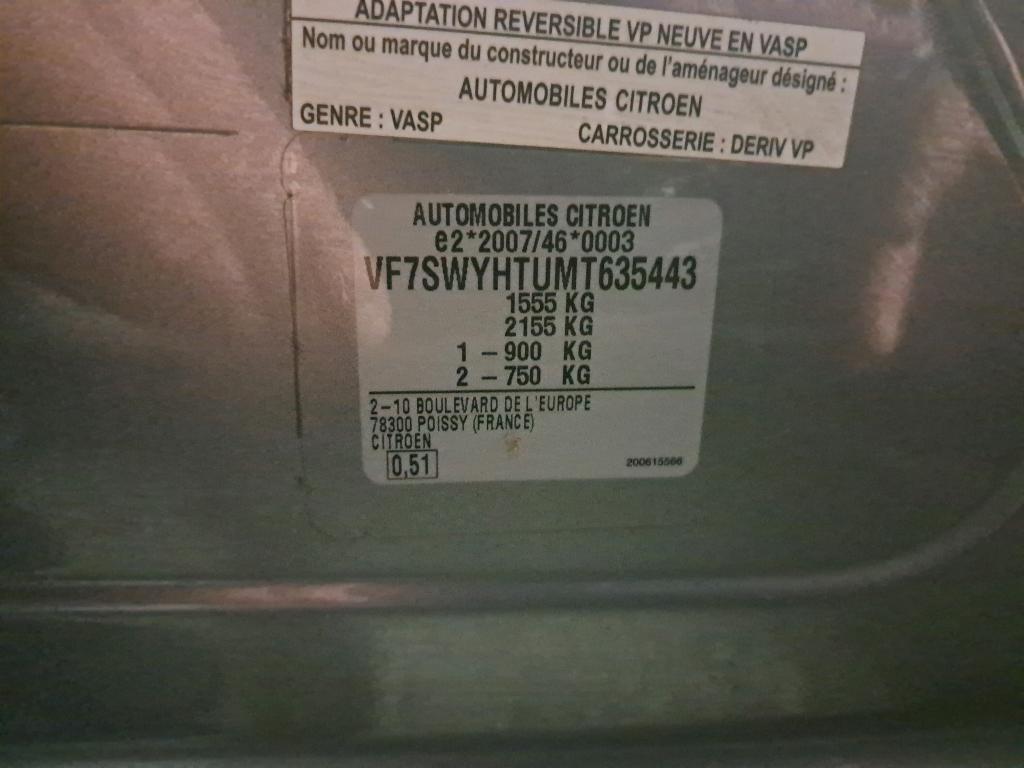 ADAPTATION REVERSIBLE VP NEUVE EN VASP
Nom ou marque du constructeur ou de l'aménageur désigné :
AUTOMOBILES CITROEN
GENRE : VASP CARROSSERIE : DERIV VP
AUTOMOBILES CITROEN
e2*2007/46*0003
VF7SWYHTUMT635443
1555 KG
2155 KG
1 – 900 KG
2 – 750 KG
2–10 BOULEVARD DE L'EUROPE
78300 POISSY (FRANCE)
CITROEN
0,51 200615566